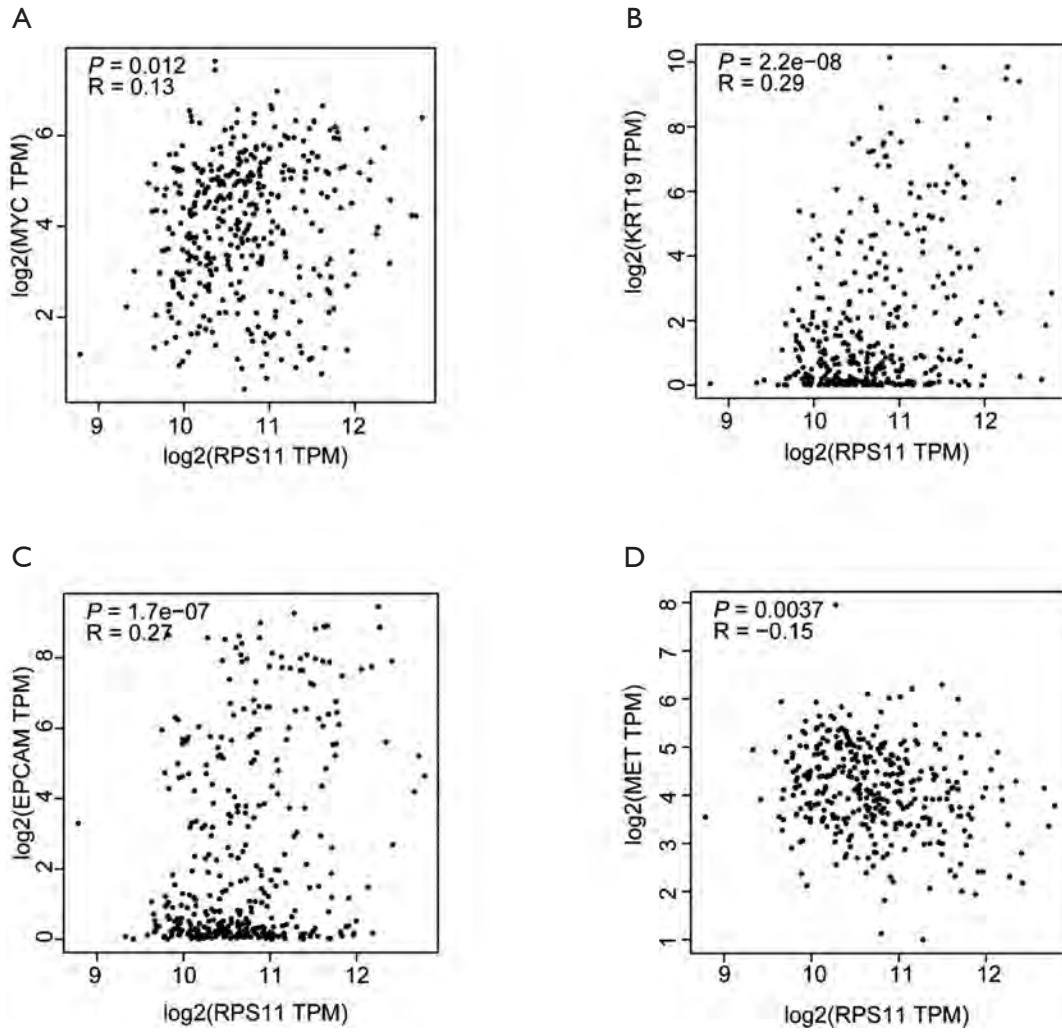 A
P = 0.012
R = 0.13
log2(MYC TPM)
6
4
2
9 10 11 12
log2(RPS11 TPM)
B
P = 2.2e−08
R = 0.29
log2(KRT19 TPM)
10
8
6
4
2
0
9 10 11 12
log2(RPS11 TPM)
C
P = 1.7e−07
R = 0.27
log2(EPCAM TPM)
8
6
4
2
0
9 10 11 12
log2(RPS11 TPM)
D
P = 0.0037
R = −0.15
log2(MET TPM)
8
7
6
5
4
3
2
1
9 10 11 12
log2(RPS11 TPM)